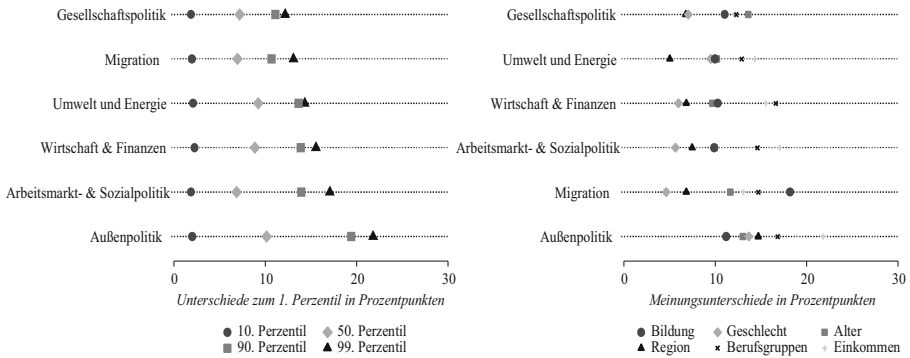 Gesellschaftspolitik
Migration
Umwelt und Energie
Wirtschaft & Finanzen
Arbeitsmarkt- & Sozialpolitik
Außenpolitik
0 10 20 30
Unterschiede zum 1. Perzentil in Prozentpunkten
10. Perzentil 50. Perzentil
90. Perzentil 99. Perzentil
Gesellschaftspolitik
Umwelt und Energie
Wirtschaft & Finanzen
Arbeitsmarkt- & Sozialpolitik
Migration
Außenpolitik
0 10 20 30
Meinungsunterschiede in Prozentpunkten
Bildung Geschlecht Alter
Region Berufsgruppen Einkommen